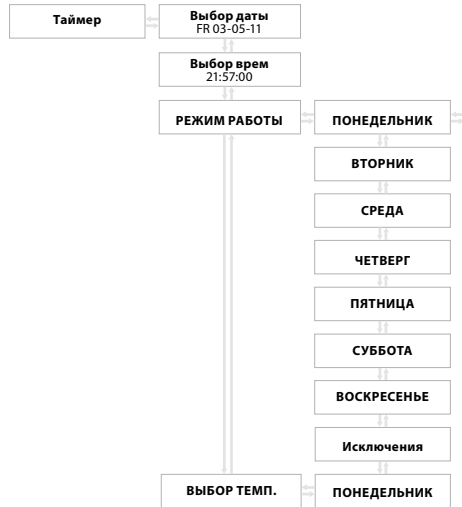 Таймер
Выбор даты
FR 03-05-11
Выбор врем
21:57:00
РЕЖИМ РАБОТЫ
ПОНЕДЕЛЬНИК
ВТОРНИК
СРЕДА
ЧЕТВЕРГ
ПЯТНИЦА
СУББОТА
ВОСКРЕСЕНЬЕ
Исключения
ВЫБОР ТЕМП.
ПОНЕДЕЛЬНИК